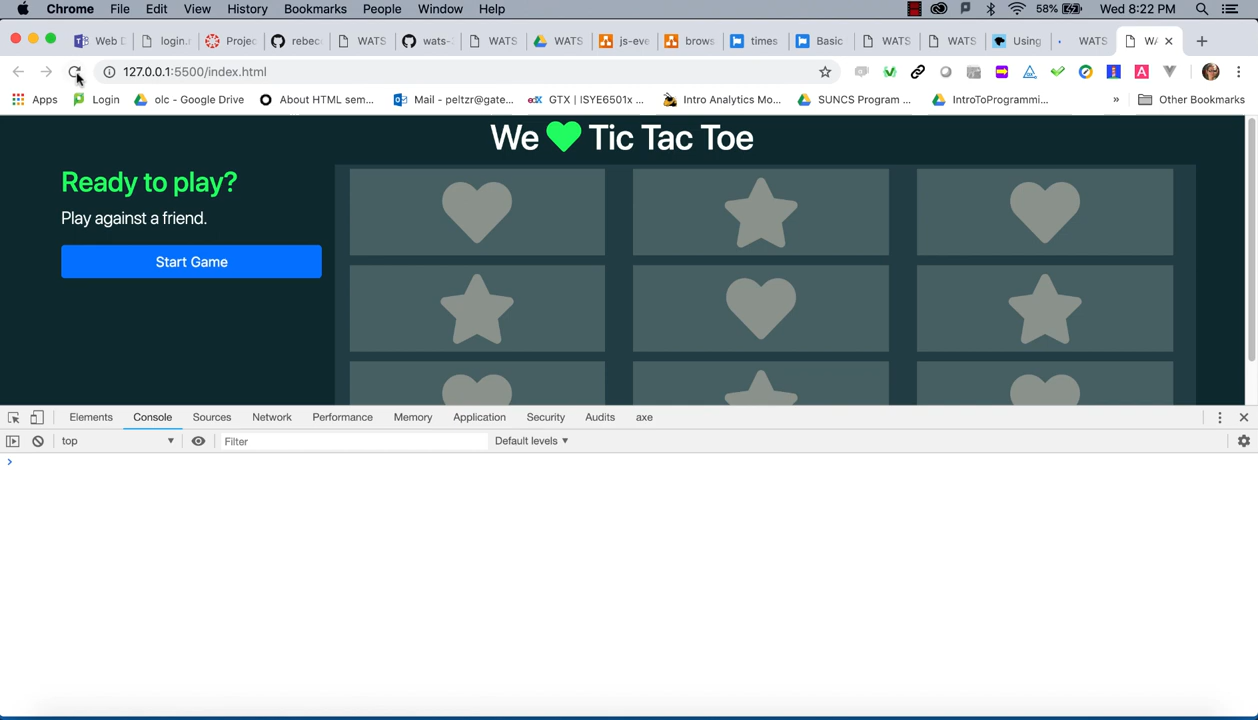 Chrome File Edit View History Bookmarks People Window Help 58% Wed 8:22 PM
Web D login.r Projec rebec WATS wats- WATS WATS js-eve brows times Basic WATS WATS Using WATS WA
127.0.0.1:5500/index.html
Apps Login olc - Google Drive About HTML sem... Mail - peltzr@gate... GTX | ISYE6501x ... Intro Analytics Mo... SUNCS Program ... IntroToProgrammi... » Other Bookmarks
We Tic Tac Toe
Ready to play?
Play against a friend.
Start Game
Elements Console Sources Network Performance Memory Application Security Audits axe
top Filter Default levels